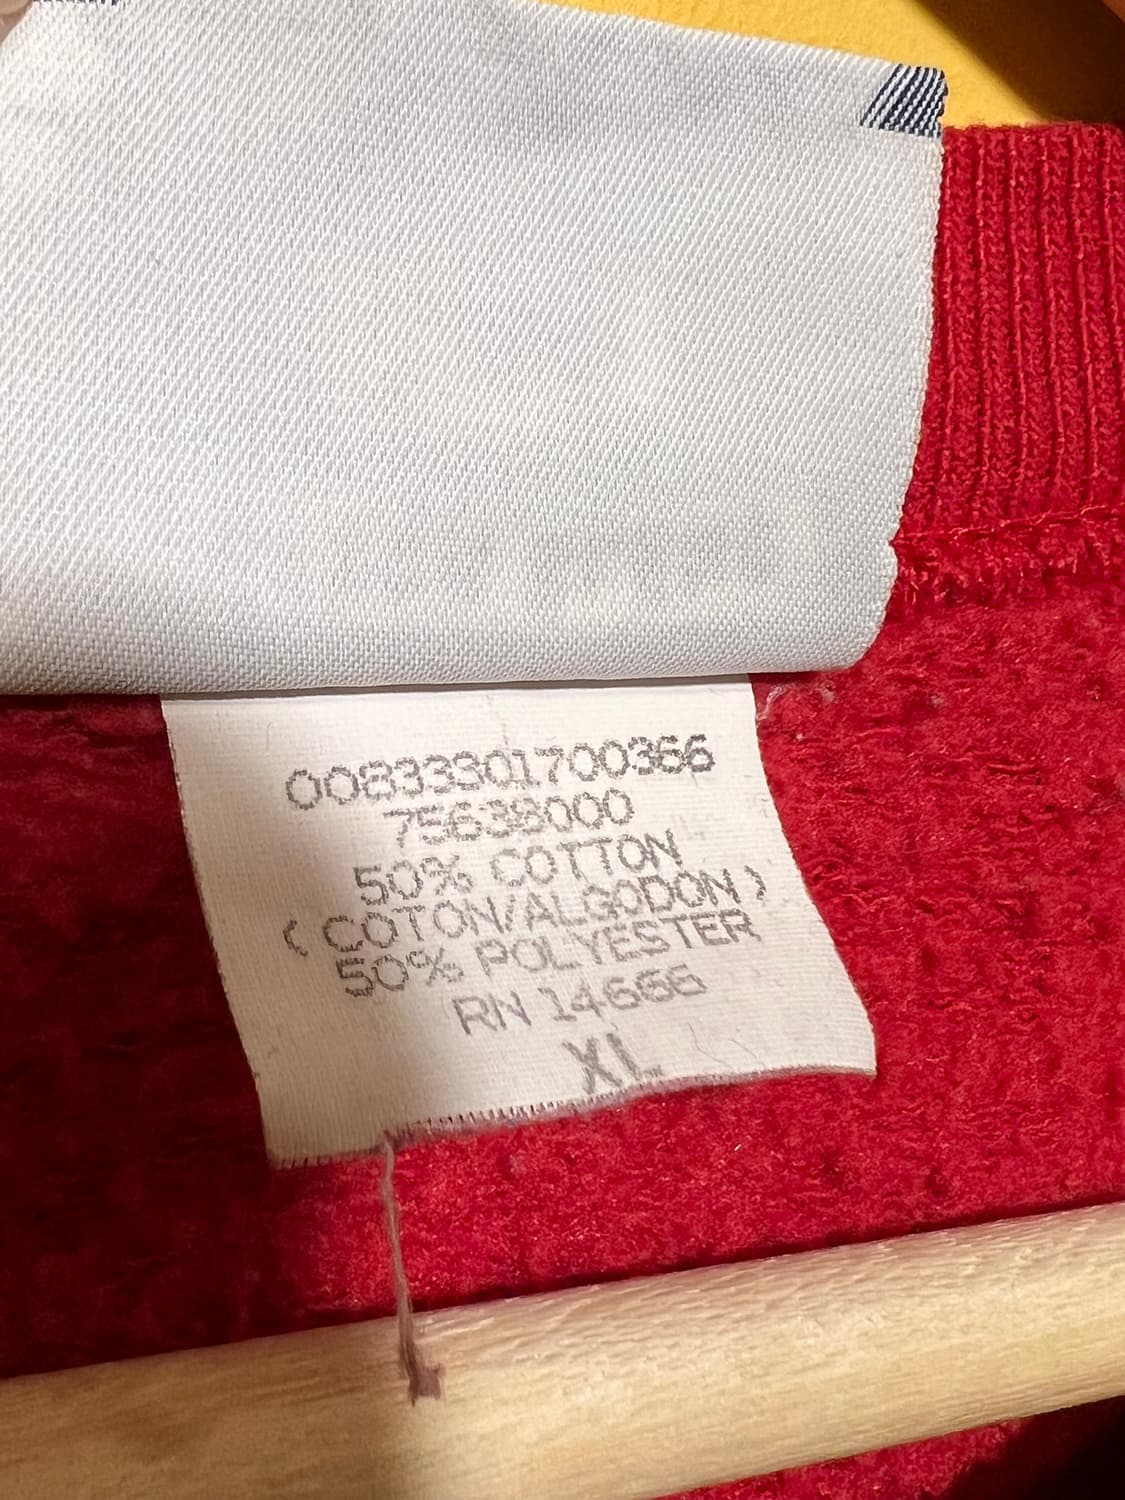 00833301700366
75638000
50% COTTON
(COTON/ALGODON)
50% POLYESTER
RN 14666
XL